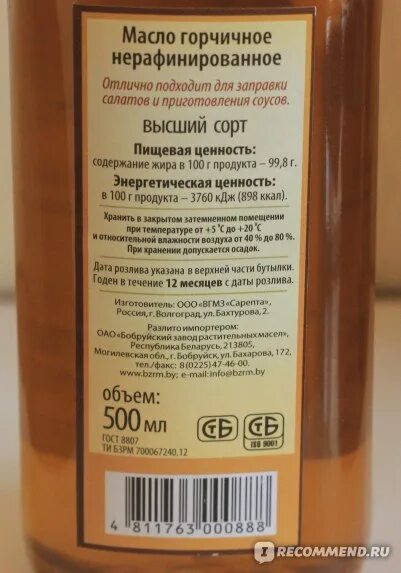 Масло горчичное
нерафинированное
Отлично подходит для заправки
салатов и приготовления соусов.
высший сорт
Пищевая ценность:
содержание жира в 100 г продукта – 99,8 г.
Энергетическая ценность:
в 100 г продукта – 3760 кДж (898 ккал).
Хранить в закрытом затемненном помещении
при температуре от +5 °С до +20 °С
и относительной влажности воздуха от 40 % до 80 %.
При хранении допускается осадок.
Дата розлива указана в верхней части бутылки.
Годен в течение 12 месяцев с даты розлива.
Изготовитель: ООО «ВГМЗ «Сарепта»,
Россия, г. Волгоград, ул. Бахтурова, 2.
Разлито импортером:
ОАО «Бобруйский завод растительных масел»,
Республика Беларусь, 213805,
Могилевская обл., г. Бобруйск, ул. Бахарова, 172,
тел./факс: 8 (0225) 47-46-00.
www.bzrm.by; e-mail:info@bzrm.by
объем:
500 мл
ГОСТ 8807
ТИ БЗРМ 700067240.12
СТБ
СТБ
ISO 9001
4 811763 000888
I RECOMMEND.RU